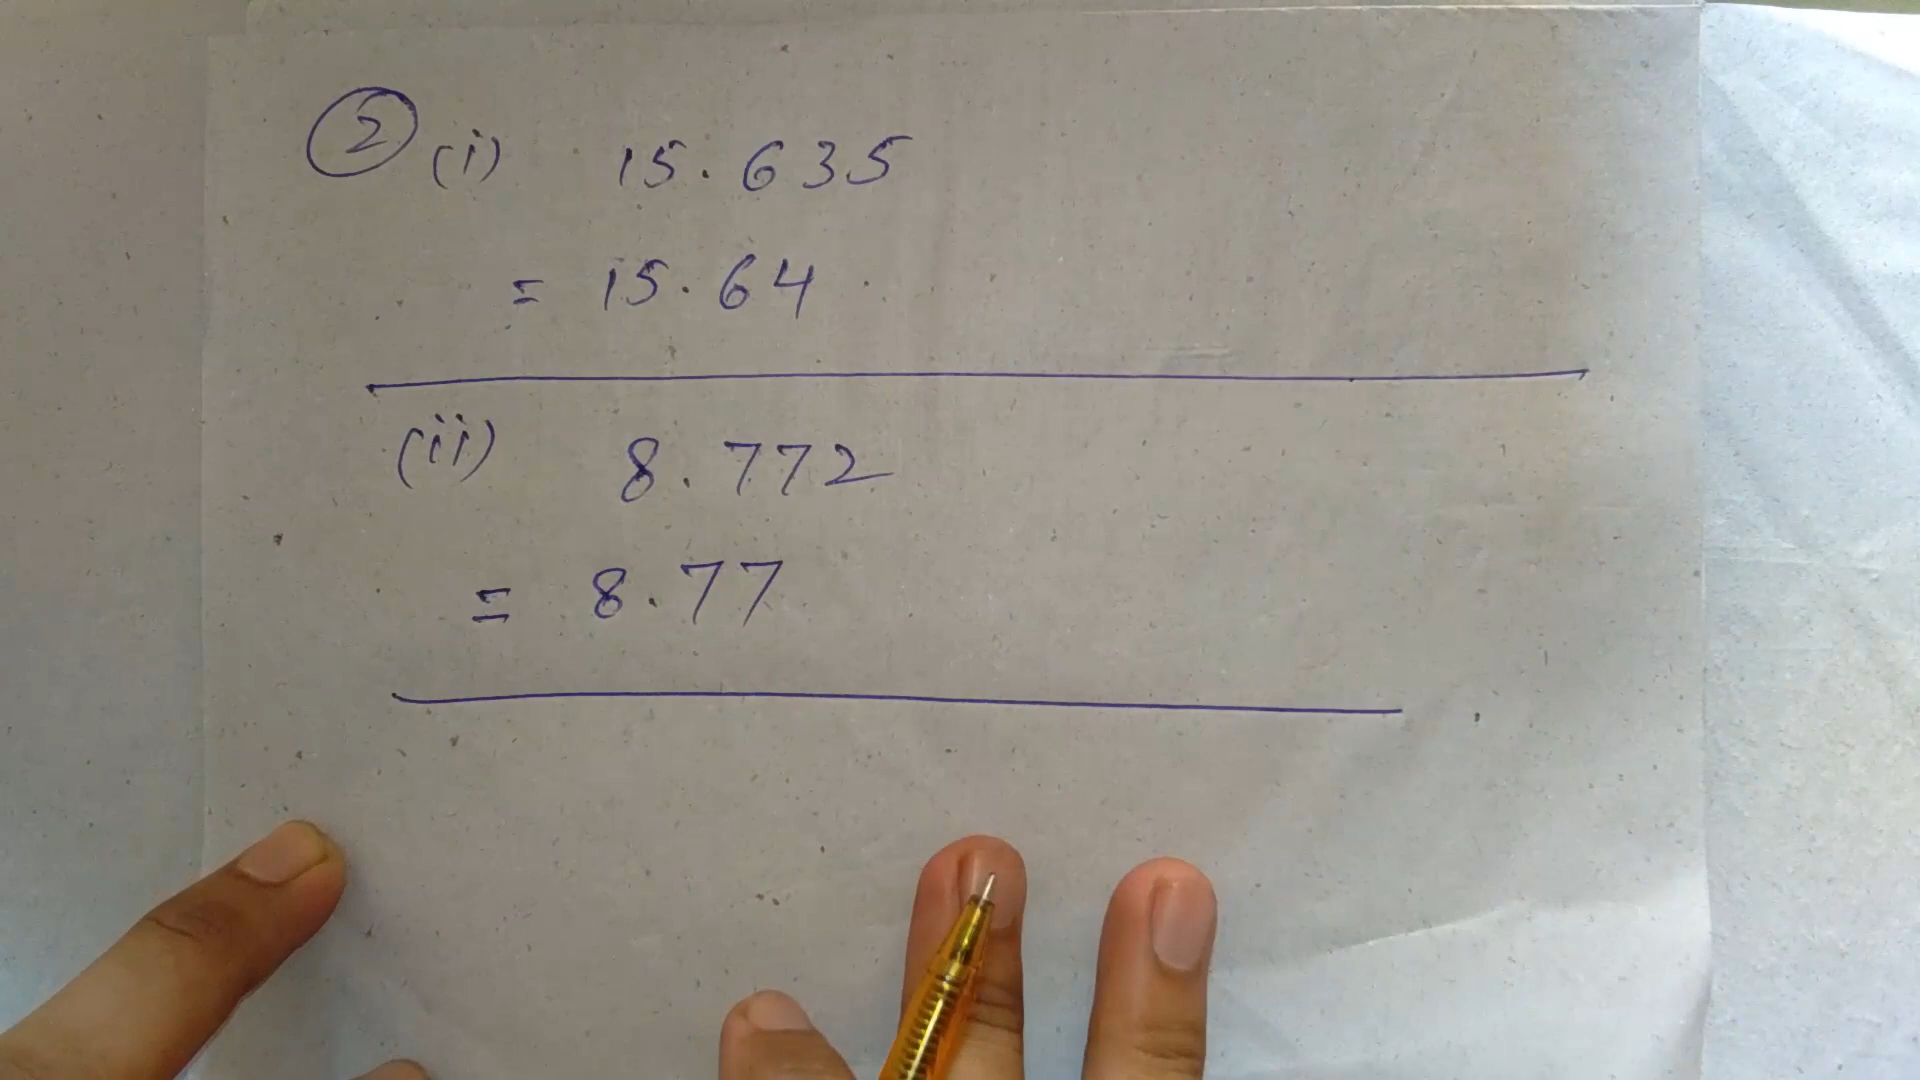 2 (i) 15.635
= 15.64
(ii) 8.772
= 8.77